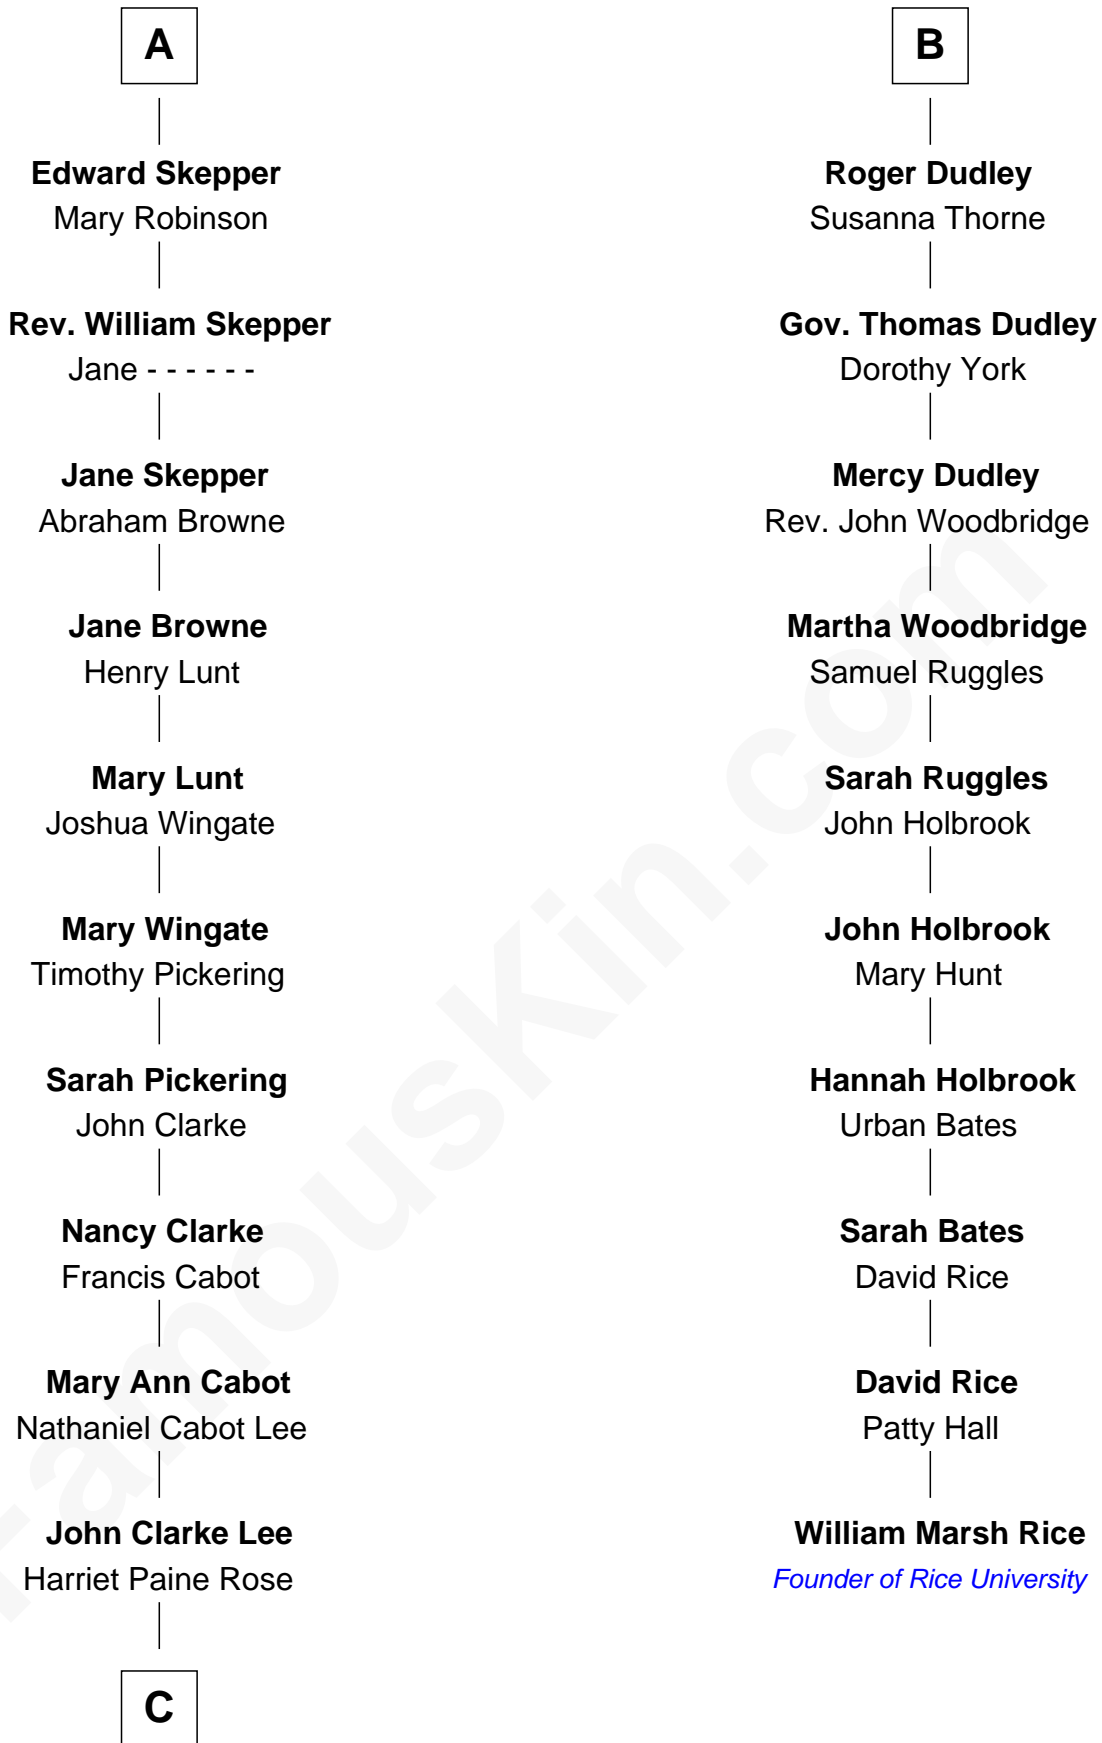 A
Edward Skepper
Mary Robinson
Rev. William Skepper
Jane - - - - - -
Jane Skepper
Abraham Browne
Jane Browne
Henry Lunt
Mary Lunt
Joshua Wingate
Mary Wingate
Timothy Pickering
Sarah Pickering
John Clarke
Nancy Clarke
Francis Cabot
Mary Ann Cabot
Nathaniel Cabot Lee
John Clarke Lee
Harriet Paine Rose
C
B
Roger Dudley
Susanna Thorne
Gov. Thomas Dudley
Dorothy York
Mercy Dudley
Rev. John Woodbridge
Martha Woodbridge
Samuel Ruggles
Sarah Ruggles
John Holbrook
John Holbrook
Mary Hunt
Hannah Holbrook
Urban Bates
Sarah Bates
David Rice
David Rice
Patty Hall
William Marsh Rice
Founder of Rice University
FamousKin.com